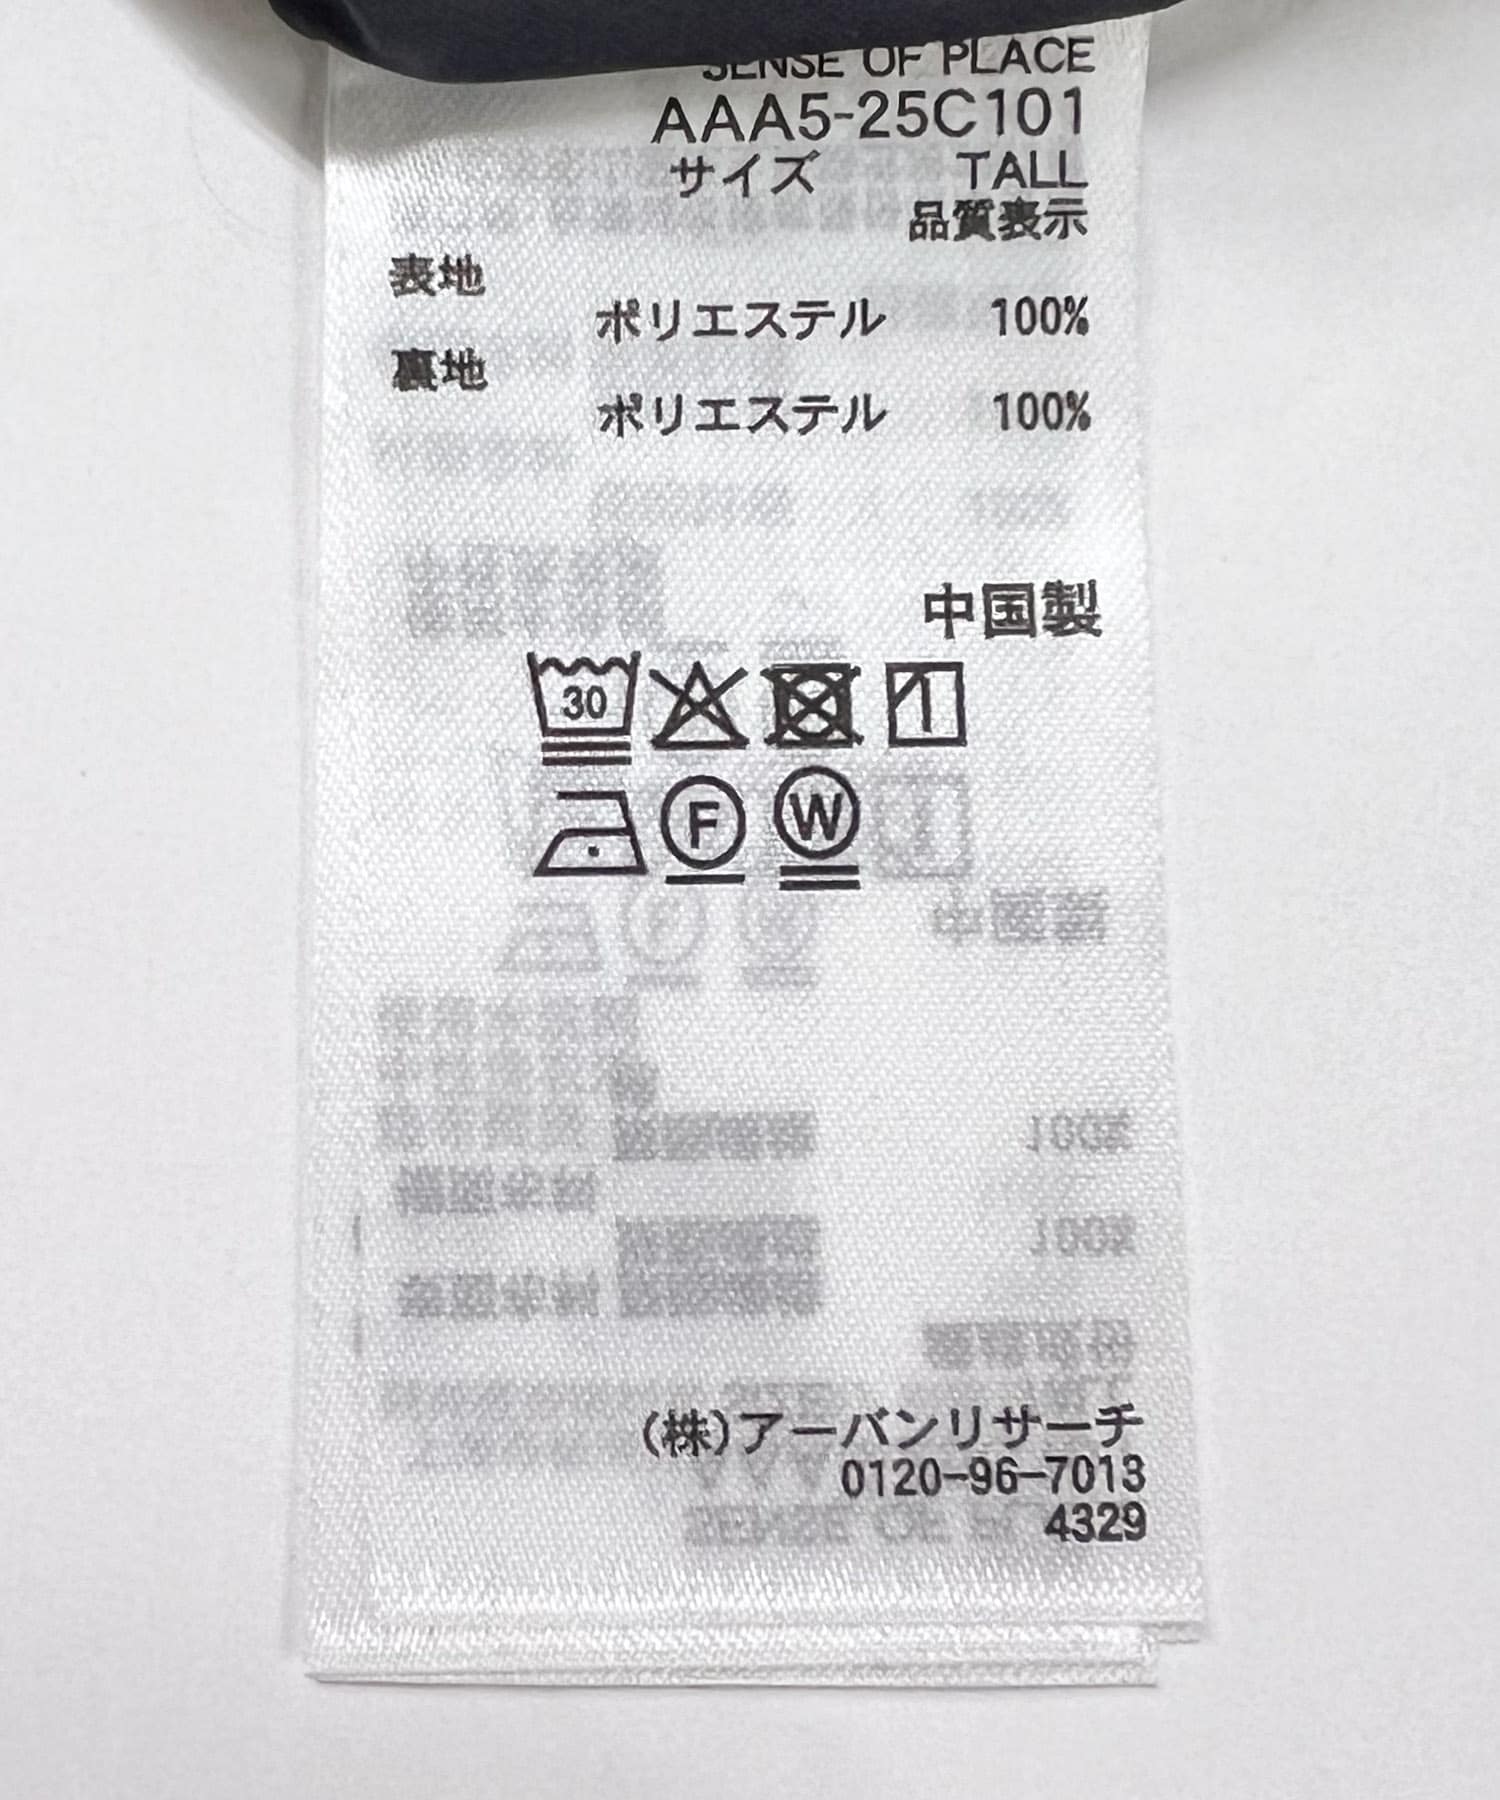 SENSE OF PLACE
AAA5-25C101
サイズ TALL
品質表示
表地
ポリエステル 100%
裏地
ポリエステル 100%
中国製
30
F W
(株)アーバンリサーチ
0120-96-7013
4329